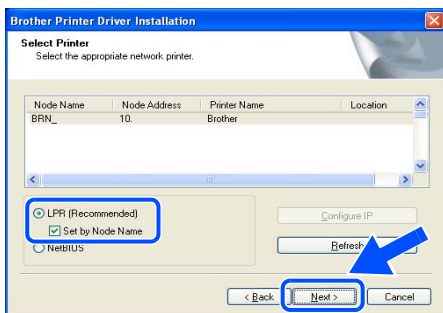 Brother Printer Driver Installation
Select Printer
Select the appropriate network printer.
Node Name Node Address Printer Name Location
BRN_ 10. Brother
LPR (Recommended)
Set by Node Name
NetBIOS
Configure IP
Refresh
< Back Next > Cancel